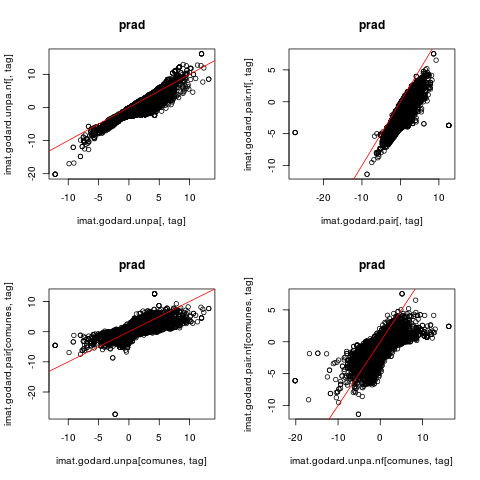 prad
imat.godard.unpa.nf[, tag]
10
0
-10
-20
-10
-5
0
5
10
imat.godard.unpa[, tag]
prad
imat.godard.pair.nf[, tag]
5
0
-5
-10
-20
-10
0
10
imat.godard.pair[, tag]
prad
imat.godard.pair[comunes, tag]
10
0
-10
-20
-10
-5
0
5
10
imat.godard.unpa[comunes, tag]
prad
imat.godard.pair.nf[comunes, tag]
5
0
-5
-10
-20
-10
0
10
imat.godard.unpa.nf[comunes, tag]